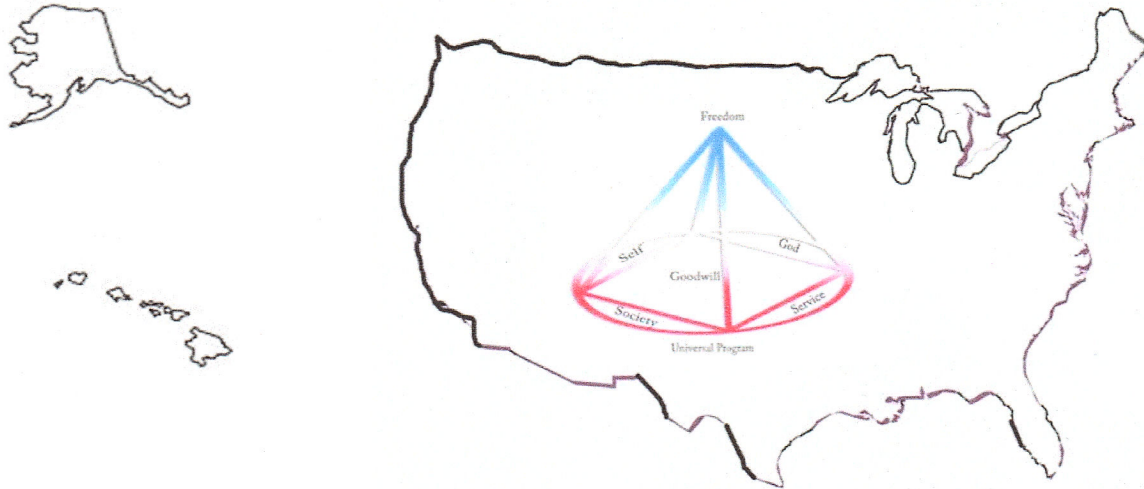 Freedom
Self
God
Goodwill
Society
Service
Universal Program